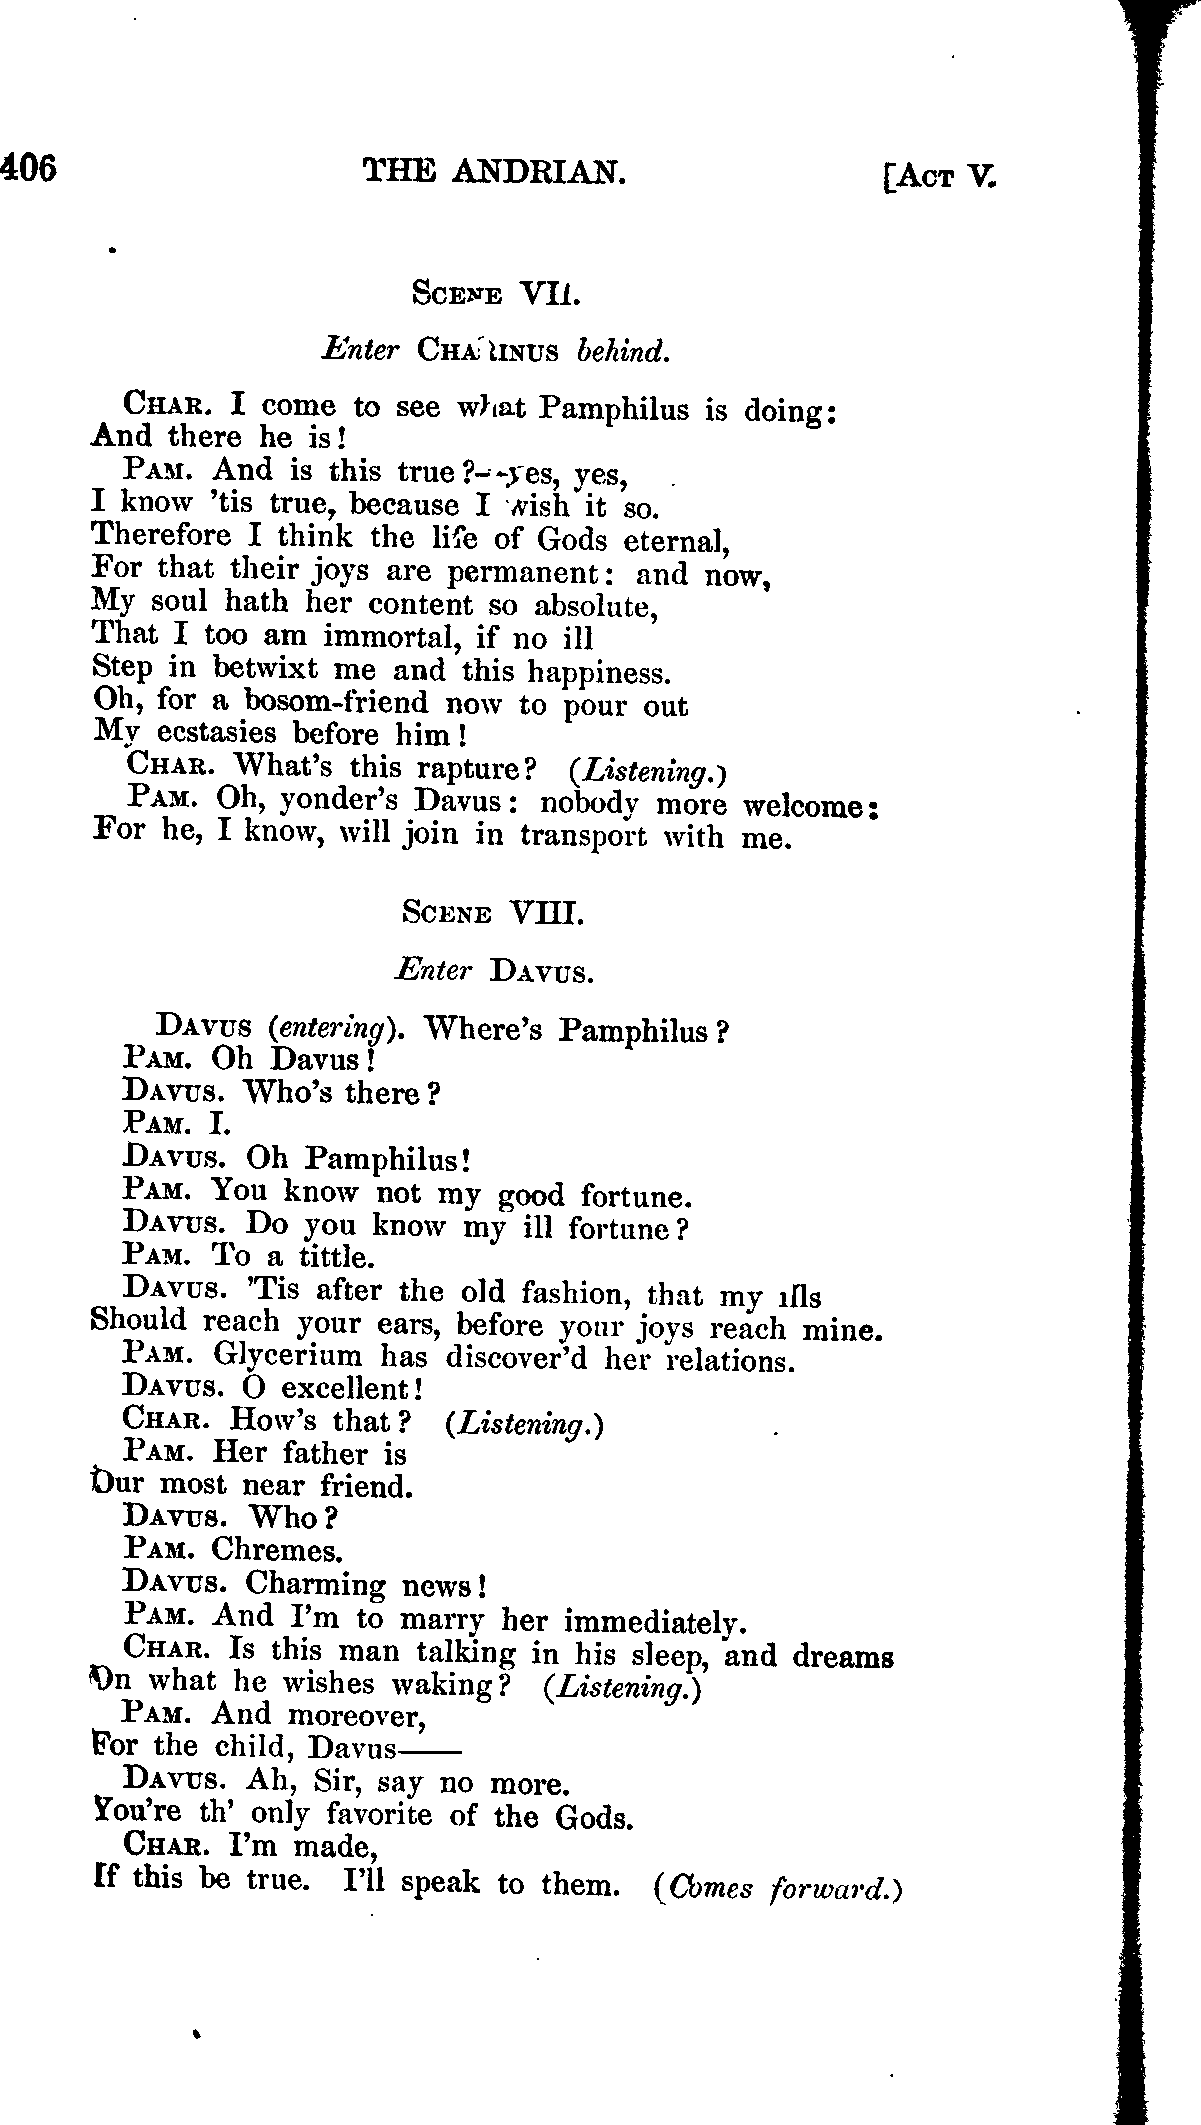 406 THE ANDRIAN. [ACT V.
SCENE VII.
Enter CHARINUS behind.
CHAR. I come to see what Pamphilus is doing:
And there he is!
PAM. And is this true?--yes, yes,
I know 'tis true, because I wish it so.
Therefore I think the life of Gods eternal,
For that their joys are permanent: and now,
My soul hath her content so absolute,
That I too am immortal, if no ill
Step in betwixt me and this happiness.
Oh, for a bosom-friend now to pour out
My ecstasies before him!
CHAR. What's this rapture? (Listening.)
PAM. Oh, yonder's Davus: nobody more welcome:
For he, I know, will join in transport with me.
SCENE VIII.
Enter DAVUS.
DAVUS (entering). Where's Pamphilus?
PAM. Oh Davus!
DAVUS. Who's there?
PAM. I.
DAVUS. Oh Pamphilus!
PAM. You know not my good fortune.
DAVUS. Do you know my ill fortune?
PAM. To a tittle.
DAVUS. 'Tis after the old fashion, that my ills
Should reach your ears, before your joys reach mine.
PAM. Glycerium has discover'd her relations.
DAVUS. O excellent!
CHAR. How's that? (Listening.)
PAM. Her father is
Our most near friend.
DAVUS. Who?
PAM. Chremes.
DAVUS. Charming news!
PAM. And I'm to marry her immediately.
CHAR. Is this man talking in his sleep, and dreams
On what he wishes waking? (Listening.)
PAM. And moreover,
For the child, Davus——
DAVUS. Ah, Sir, say no more.
You're th' only favorite of the Gods.
CHAR. I'm made,
If this be true. I'll speak to them. (Comes forward.)